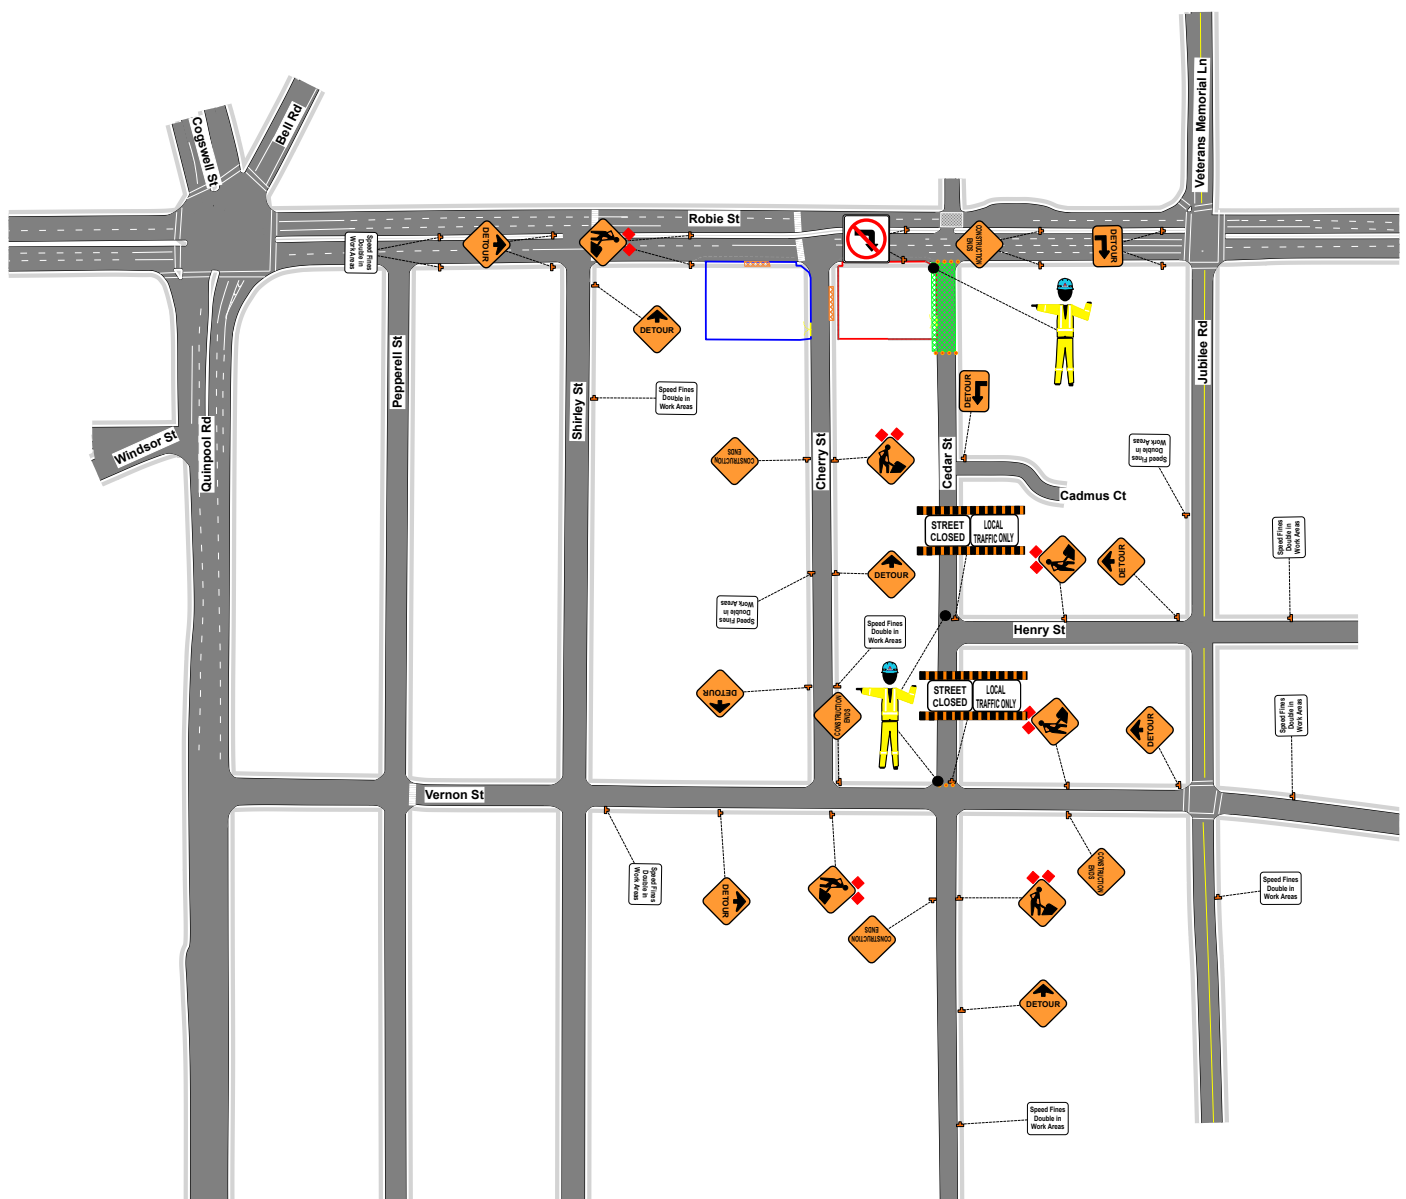 Veterans Memorial Ln
Cogswell St
Bell Rd
Robie St
Speed Fines
Double in
Work Areas
DETOUR
CONSTRUCTION
ENDS
DETOUR
DETOUR
Pepperell St
Shirley St
Jubilee Rd
Speed Fines
Double in
Work Areas
DETOUR
Windsor St
Quinpool Rd
CONSTRUCTION
ENDS
Cherry St
Cedar St
Speed Fines
Double in
Work Areas
Cadmus Ct
STREET
CLOSED
LOCAL
TRAFFIC ONLY
Speed Fines
Double in
Work Areas
DETOUR
DETOUR
Speed Fines
Double in
Work Areas
Speed Fines
Double in
Work Areas
Henry St
DETOUR
STREET
CLOSED
LOCAL
TRAFFIC ONLY
CONSTRUCTION
ENDS
DETOUR
Speed Fines
Double in
Work Areas
Vernon St
Speed Fines
Double in
Work Areas
DETOUR
CONSTRUCTION
ENDS
Speed Fines
Double in
Work Areas
CONSTRUCTION
ENDS
DETOUR
Speed Fines
Double in
Work Areas